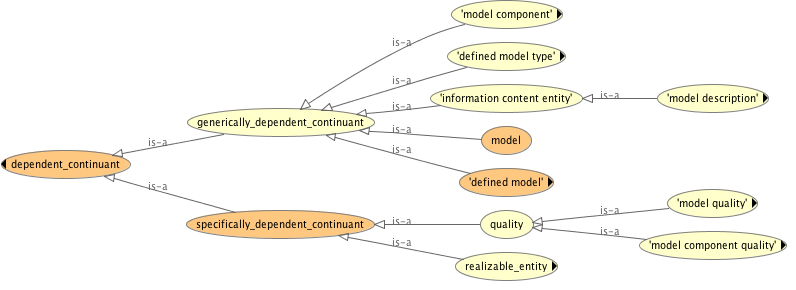 'model component'
is-a
'defined model type'
is-a
'information content entity'
is-a
'model description'
is-a
generically_dependent_continuant
is-a
model
is-a
dependent_continuant
is-a
'defined model'
is-a
is-a
specifically_dependent_continuant
is-a
quality
is-a
'model quality'
is-a
'model component quality'
is-a
realizable_entity